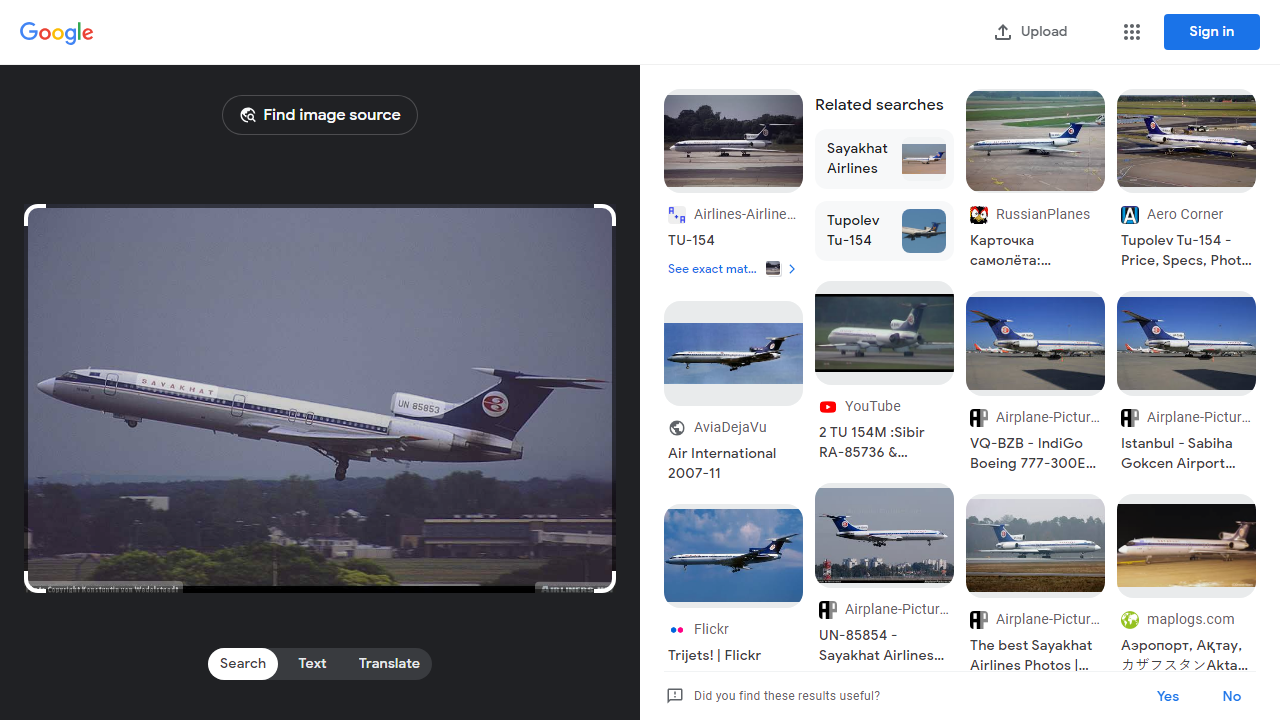 Google
Upload
Sign in
Find image source
SAYAKHAT
UN 85853
Copyright Konstantin von Wedelstaedt
Search
Text
Translate
Airlines-Airline...
TU-154
See exact mat...
AviaDejaVu
Air International
2007-11
Flickr
Trijets! | Flickr
Related searches
Sayakhat
Airlines
Tupolev
Tu-154
YouTube
2 TU 154M :Sibir
RA-85736 &...
Airplane-Pictur...
UN-85854 -
Sayakhat Airlines...
RussianPlanes
Карточка
самолёта:...
Airplane-Pictur...
VQ-BZB - IndiGo
Boeing 777-300E...
Airplane-Pictur...
The best Sayakhat
Airlines Photos |...
Aero Corner
Tupolev Tu-154 -
Price, Specs, Phot...
Airplane-Pictur...
Istanbul - Sabiha
Gokcen Airport...
maplogs.com
Аэропорт, Ақтау,
カザフスタンAkta...
Did you find these results useful?
Yes
No